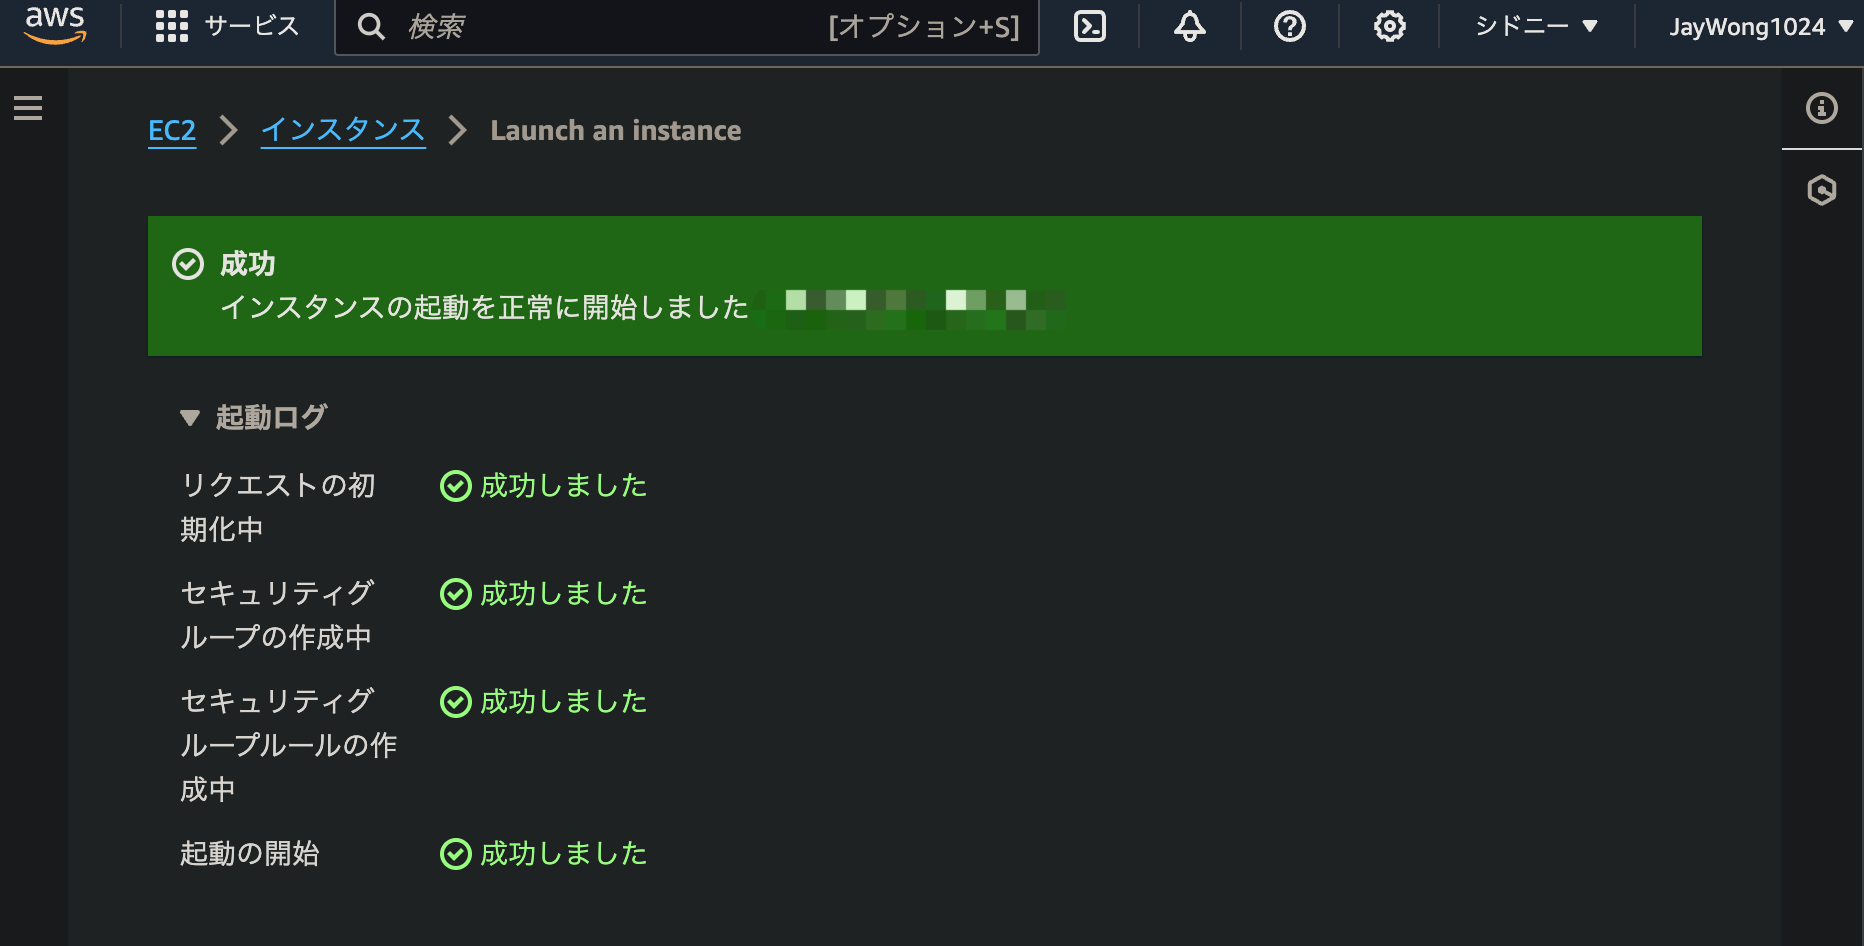 aws
サービス
検索
[オプション+S]
シドニー
JayWong1024
EC2
インスタンス
Launch an instance
成功
インスタンスの起動を正常に開始しました
起動ログ
リクエストの初
期化中
成功しました
セキュリティグ
ループの作成中
成功しました
セキュリティグ
ループルールの作
成中
成功しました
起動の開始
成功しました